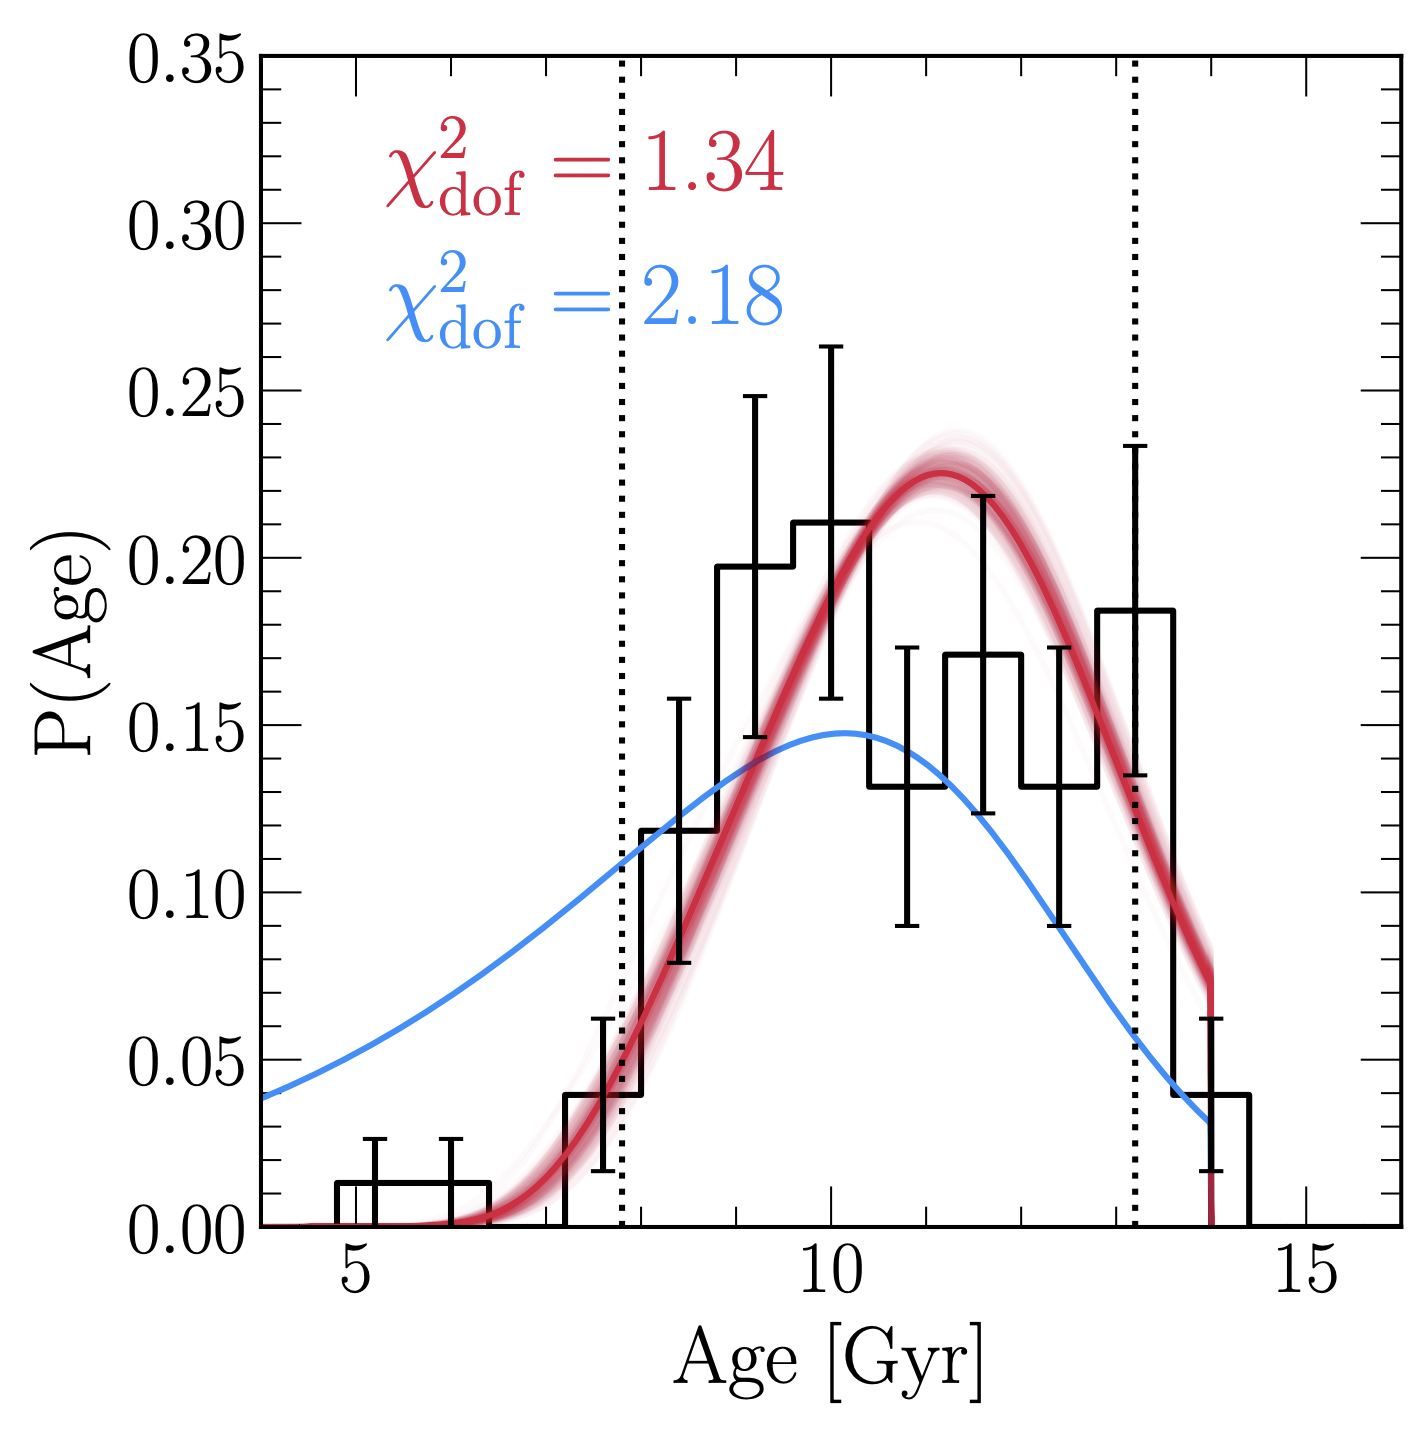 0.35
χ²dof = 1.34
0.30
χ²dof = 2.18
0.25
0.20
P(Age)
0.15
0.10
0.05
0.00
5 10 15
Age [Gyr]